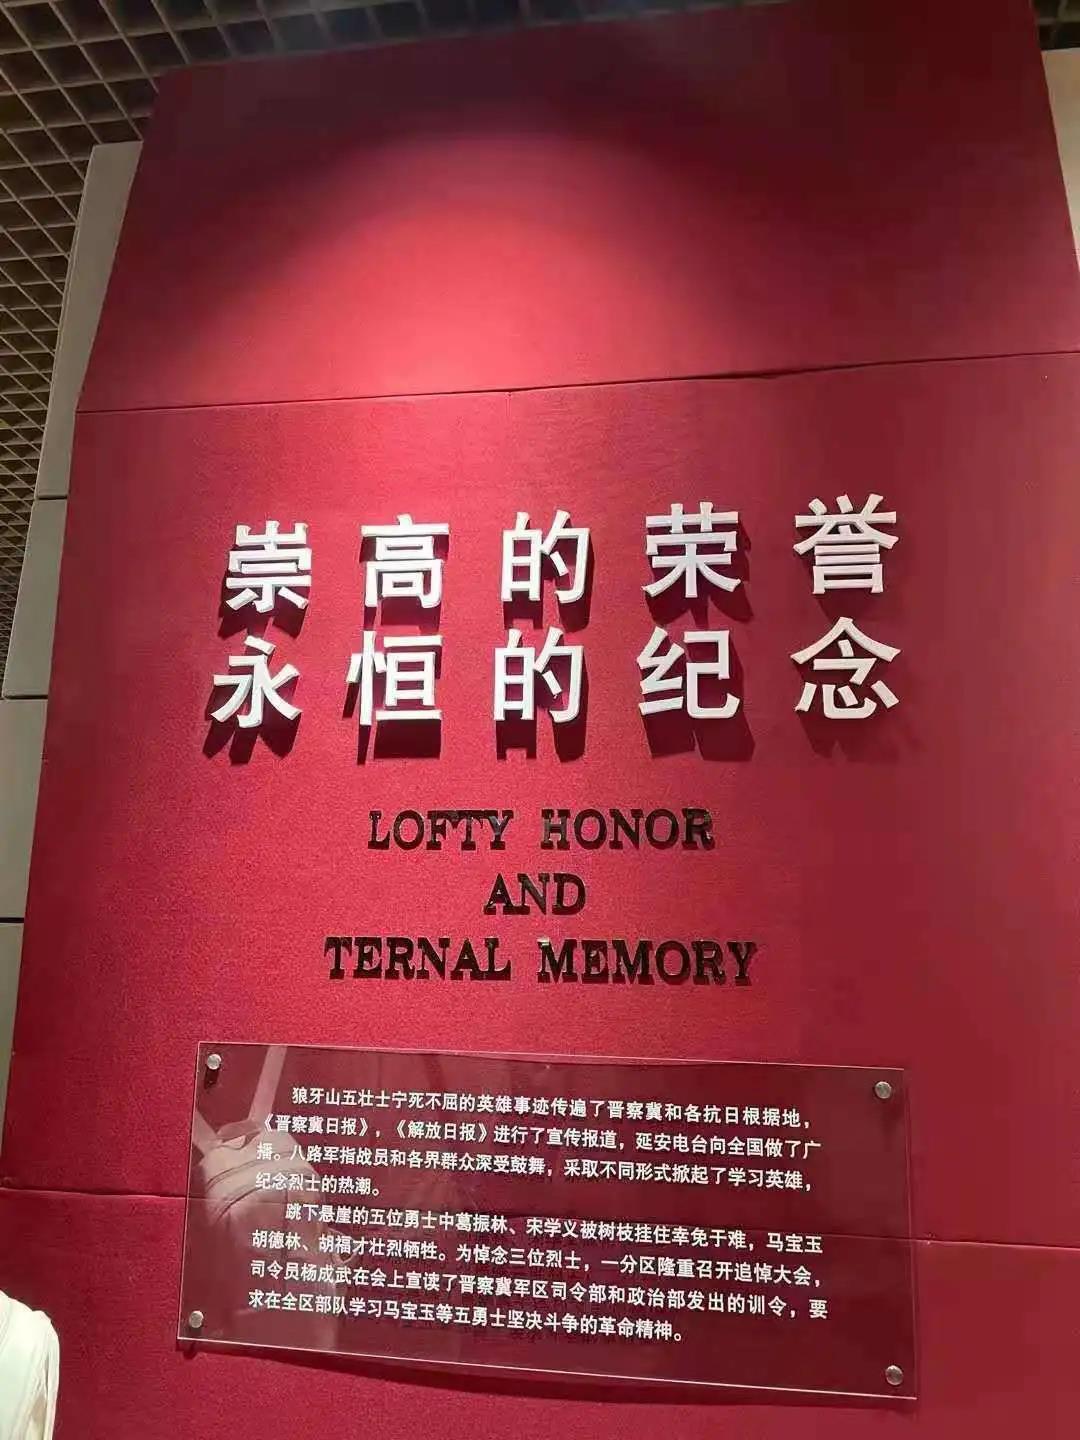 崇高的荣誉
永恒的纪念
LOFTY HONOR
AND
TERNAL MEMORY
狼牙山五壮士宁死不屈的英雄事迹传遍了晋察冀和各抗日根据地，
《晋察冀日报》，《解放日报》进行了宣传报道，延安电台向全国做了广
播。八路军指战员和各界群众深受鼓舞，采取不同形式掀起了学习英雄，
纪念烈士的热潮。
跳下悬崖的五位勇士中葛振林、宋学义被树枝挂住幸免于难，马宝玉
胡德林、胡福才壮烈牺牲。为悼念三位烈士，一分区隆重召开追悼大会，
司令员杨成武在会上宣读了晋察冀军区司令部和政治部发出的训令，要
求在全区部队学习马宝玉等五勇士坚决斗争的革命精神。